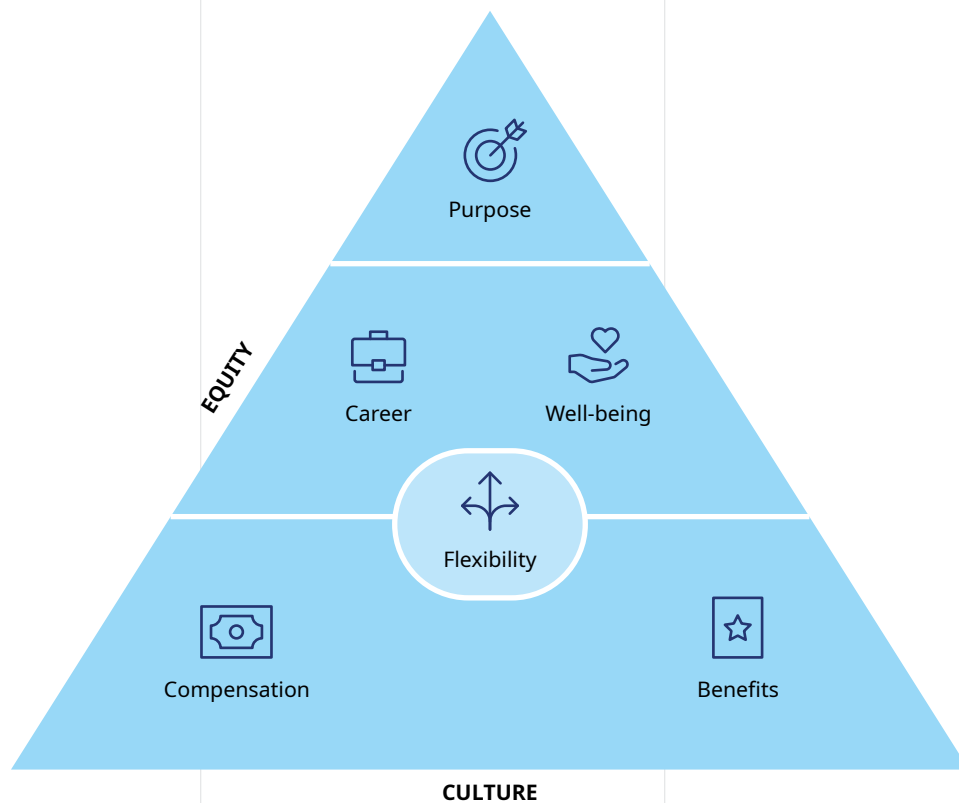 Purpose
EQUITY
Career
Well-being
Flexibility
Compensation
Benefits
CULTURE